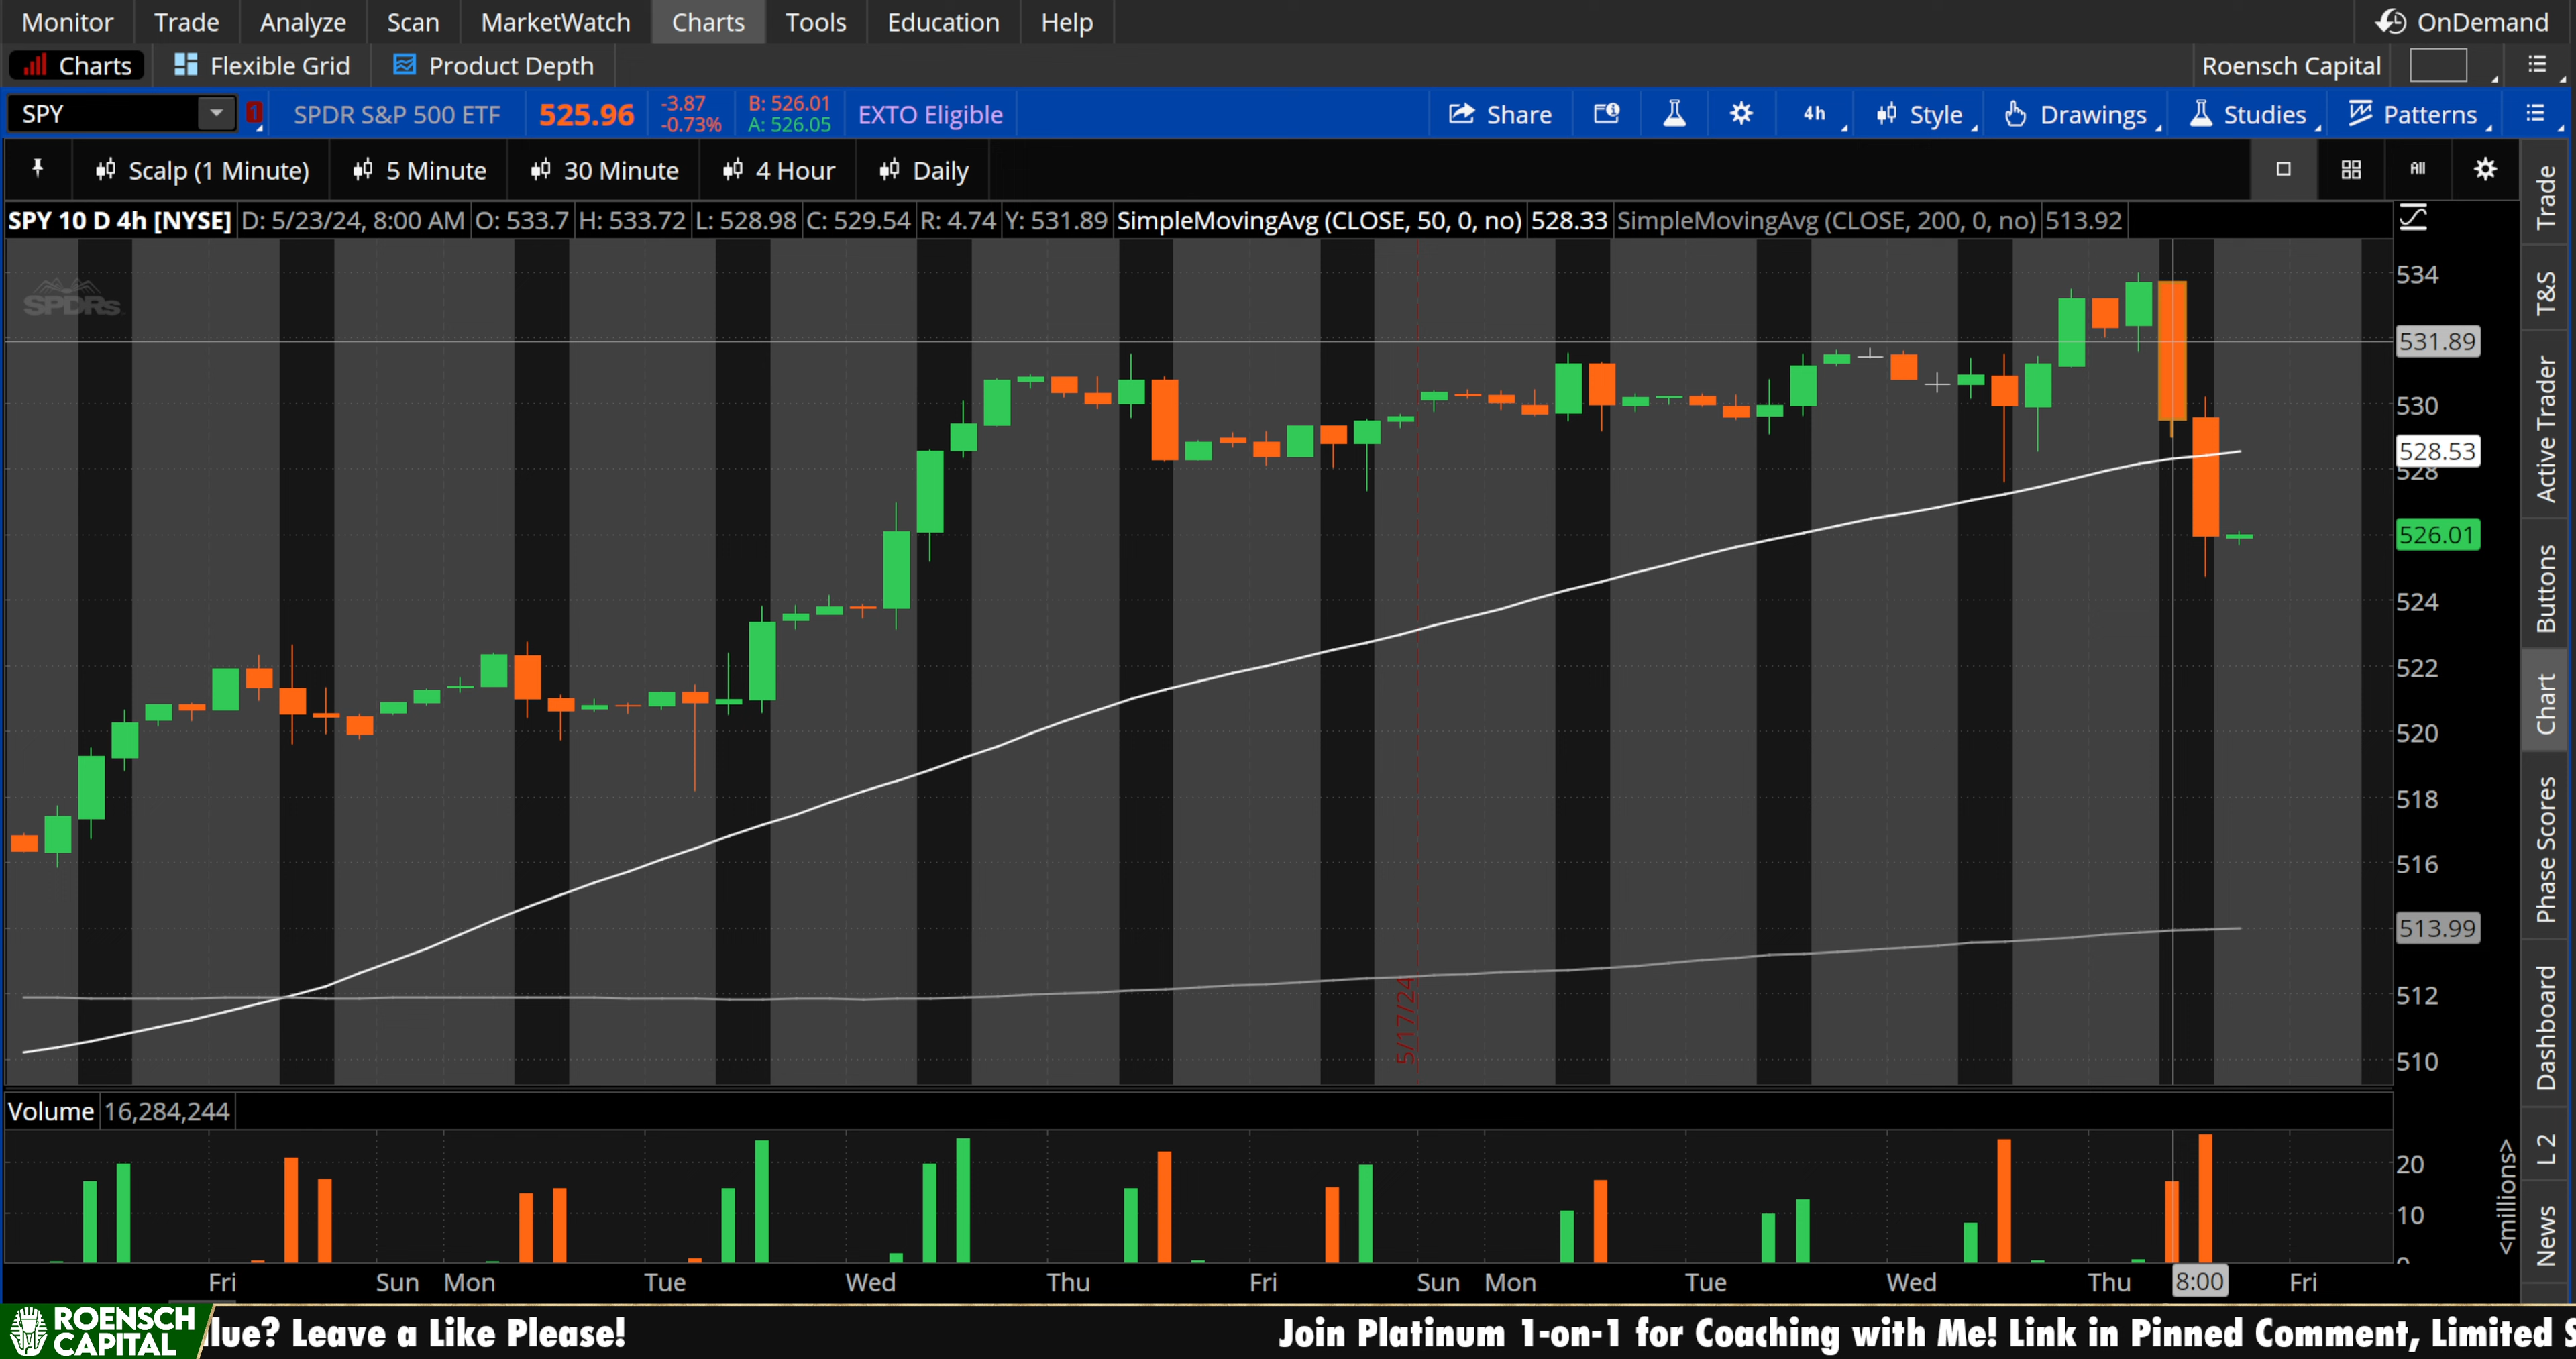 Monitor Trade Analyze Scan MarketWatch Charts Tools Education Help OnDemand
Charts Flexible Grid Product Depth Roensch Capital
SPY 1 SPDR S&P 500 ETF 525.96 -3.87 B: 526.01 EXTO Eligible Share 4h Style Drawings Studies Patterns
-0.73% A: 526.05
Scalp (1 Minute) 5 Minute 30 Minute 4 Hour Daily All
SPY 10 D 4h [NYSE] D: 5/23/24, 8:00 AM O: 533.7 H: 533.72 L: 528.98 C: 529.54 R: 4.74 Y: 531.89 SimpleMovingAvg (CLOSE, 50, 0, no) 528.33 SimpleMovingAvg (CLOSE, 200, 0, no) 513.92
SPDRs
534
531.89
530
528.53
528
526.01
524
522
520
518
516
513.99
512
510
5/17/24
Volume 16,284,244
20
10
0
<millions>
Fri Sun Mon Tue Wed Thu Fri Sun Mon Tue Wed Thu 8:00 Fri
Trade
T&S
Active Trader
Buttons
Chart
Phase Scores
Dashboard
L 2
News
ROENSCH
CAPITAL
lue? Leave a Like Please! Join Platinum 1-on-1 for Coaching with Me! Link in Pinned Comment, Limited S